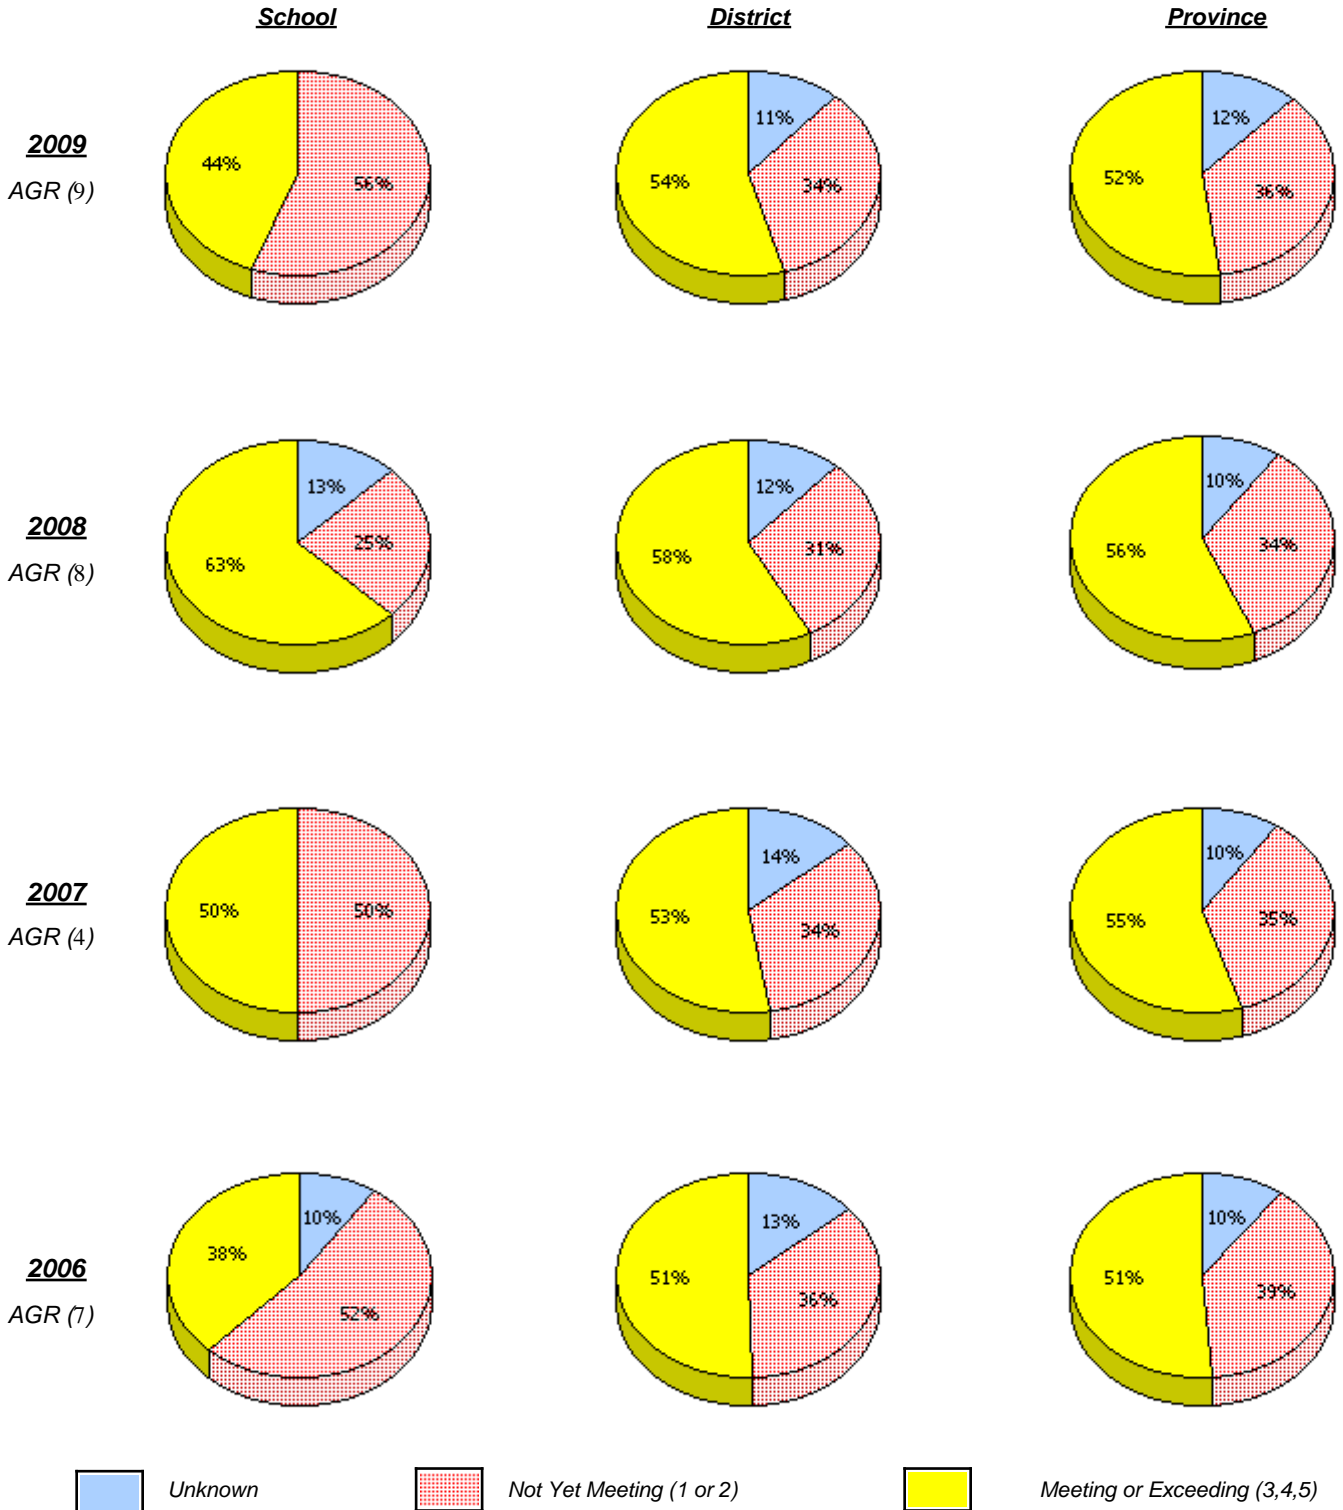 School District Province
2009
AGR (9)
44% 56%
11% 54% 34%
12% 52% 36%
2008
AGR (8)
13% 25% 63%
12% 31% 58%
10% 34% 56%
2007
AGR (4)
50% 50%
14% 53% 34%
10% 55% 35%
2006
AGR (7)
10% 38% 52%
13% 51% 36%
10% 51% 39%
Unknown Not Yet Meeting (1 or 2) Meeting or Exceeding (3,4,5)